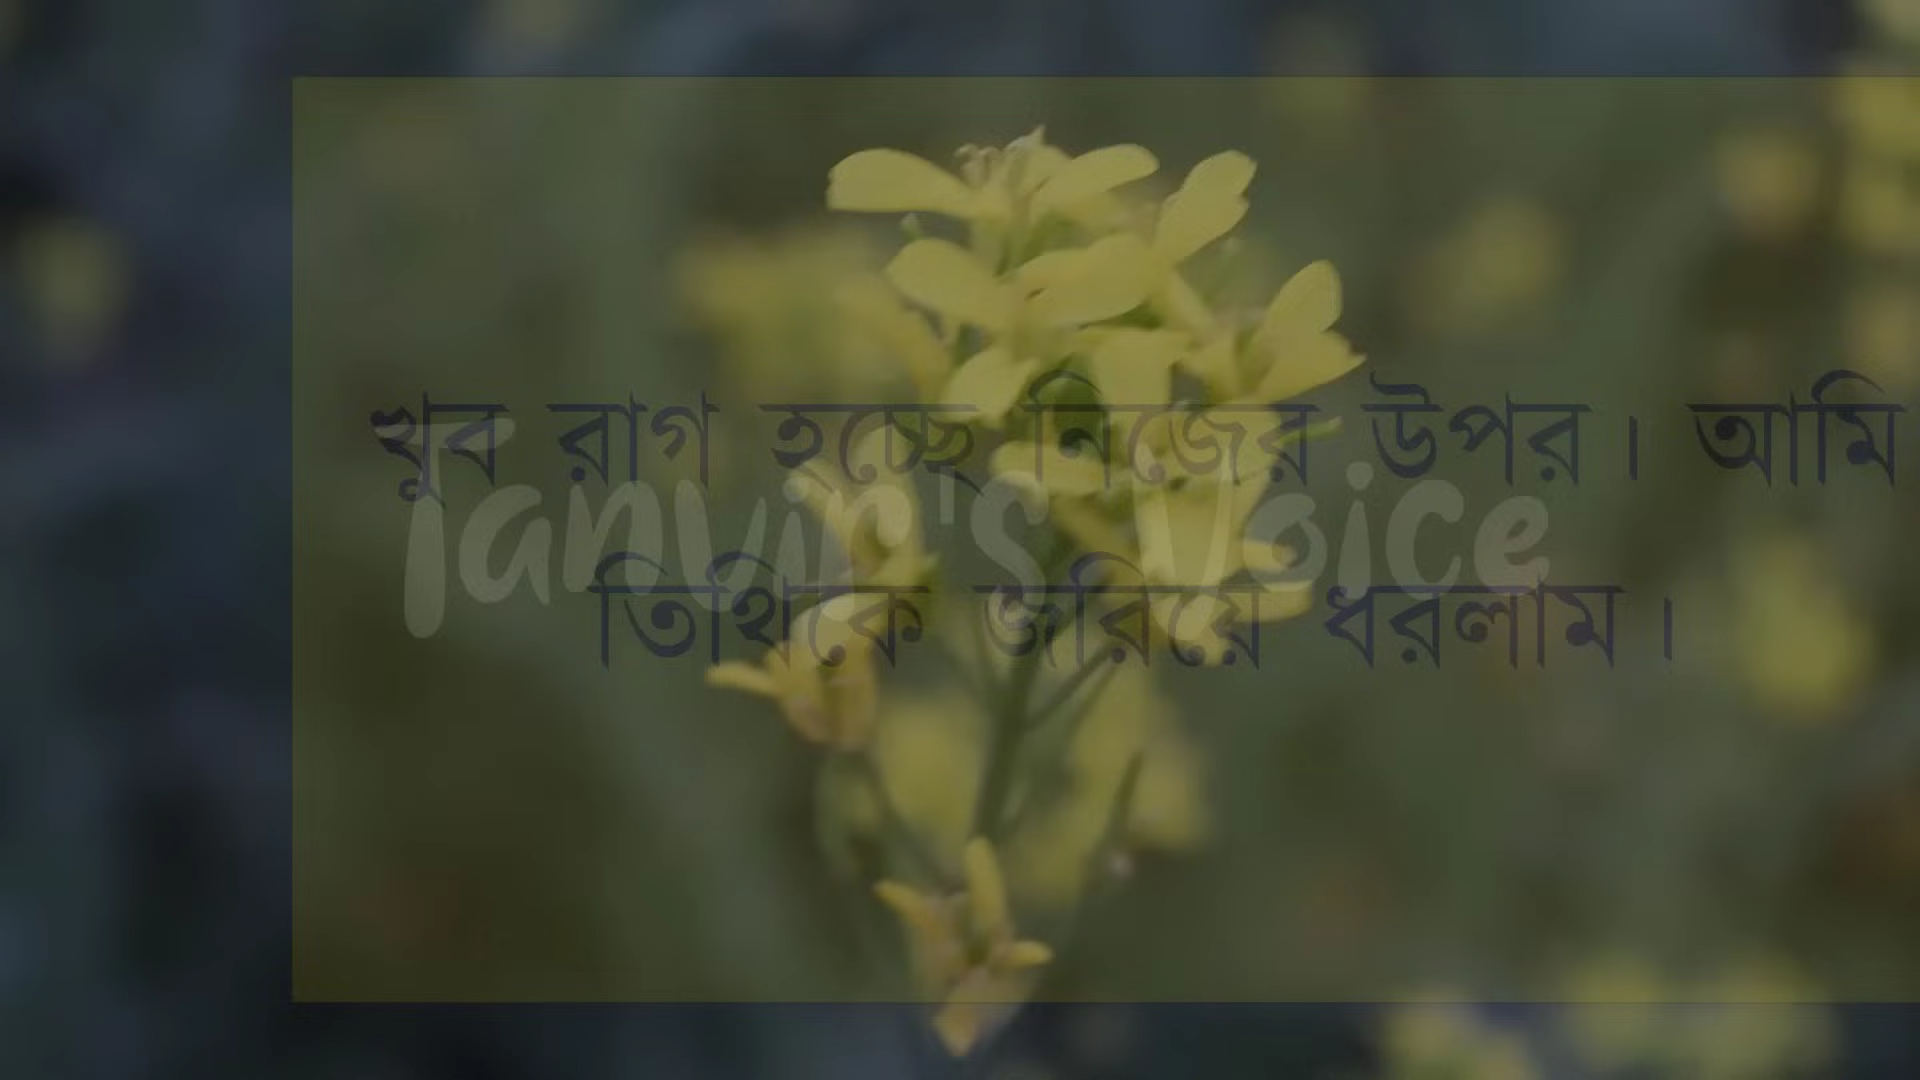 খুব রাগ হচ্ছে নিজের উপর। আমি
Tanvir's Voice
তিথিকে জরিয়ে ধরলাম।